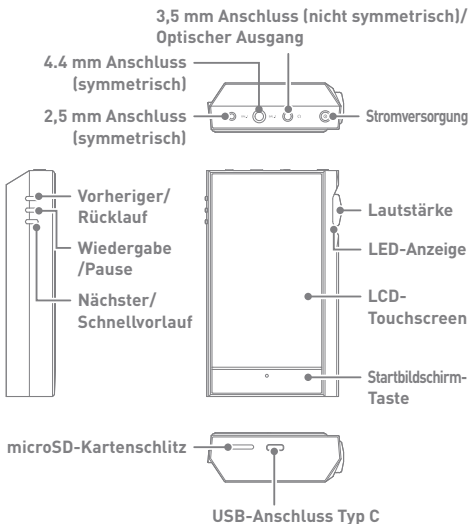 3,5 mm Anschluss (nicht symmetrisch)/
Optischer Ausgang
4.4 mm Anschluss
(symmetrisch)
2,5 mm Anschluss
(symmetrisch)
Stromversorgung
Vorheriger/
Rücklauf
Wiedergabe
/Pause
Nächster/
Schnellvorlauf
Lautstärke
LED-Anzeige
LCD-
Touchscreen
Startbildschirm-
Taste
microSD-Kartenschlitz
USB-Anschluss Typ C